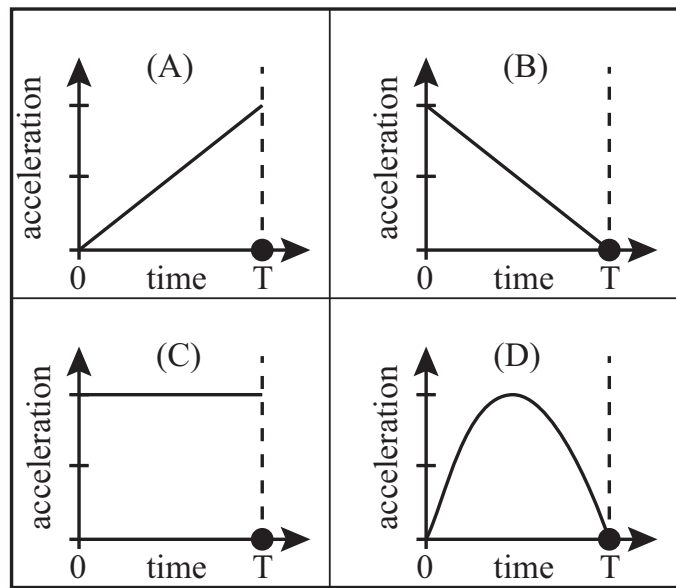 (A)
acceleration
0 time T
(B)
acceleration
0 time T
(C)
acceleration
0 time T
(D)
acceleration
0 time T